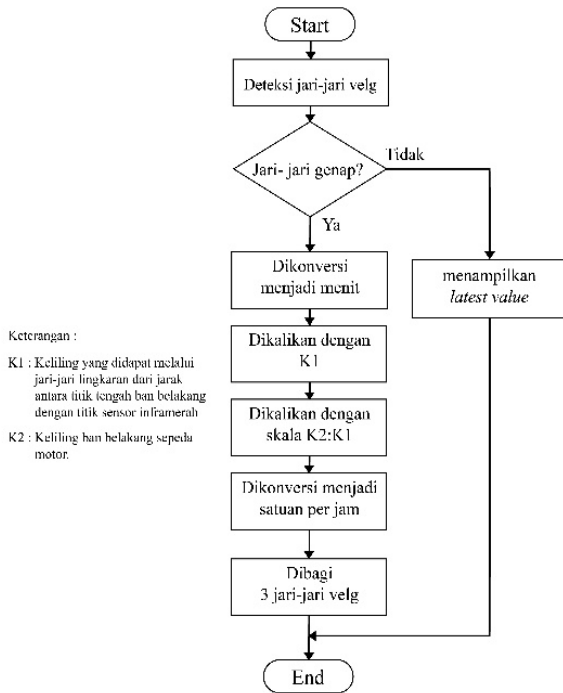 Start
Deteksi jari-jari velg
Jari- jari genap?
Tidak
Ya
Dikonversi
menjadi menit
menampilkan
latest value
Dikalikan dengan
K1
Dikalikan dengan
skala K2:K1
Dikonversi menjadi
satuan per jam
Dibagi
3 jari-jari velg
End
Keterangan :
K1 : Keliling yang didapat melalui
jari-jari lingkaran dari jarak
antara titik tengah ban belakang
dengan titik sensor inframerah
K2 : Keliling ban belakang sepeda
motor.